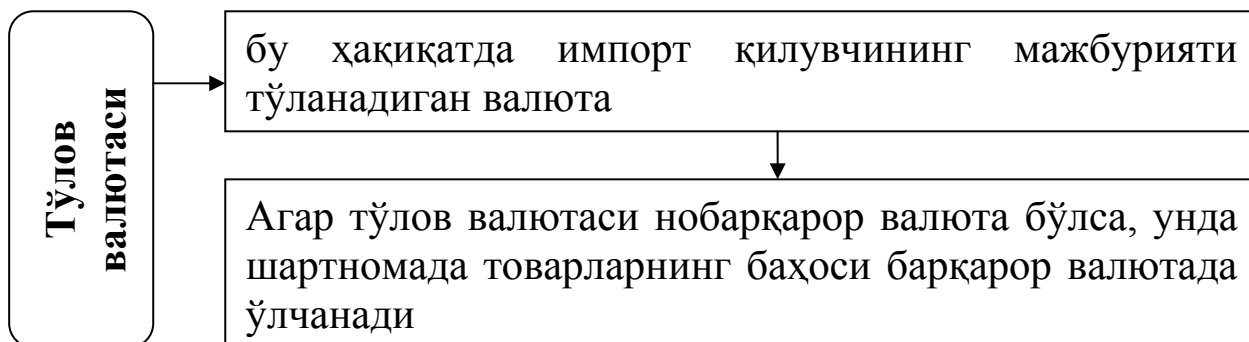 Тўлов
валютаси
бу ҳақиқатда импорт қилувчининг мажбурияти
тўланадиган валюта
Агар тўлов валютаси нобарқарор валюта бўлса, унда
шартномада товарларнинг баҳоси барқарор валютада
ўлчанади